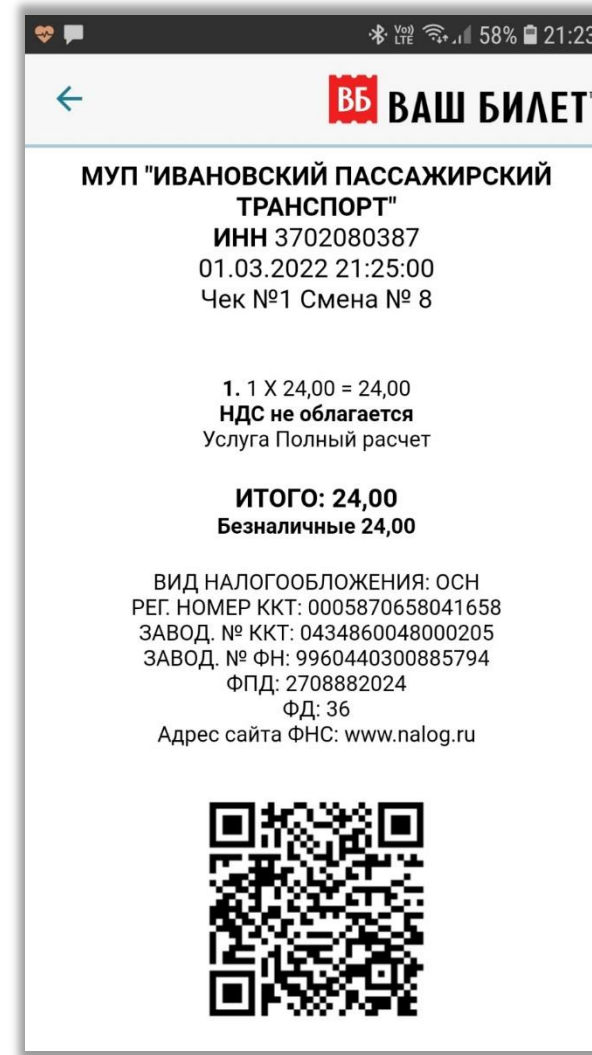 Voi)
LTE 58% 21:23
ВБ ВАШ БИЛЕТ
МУП "ИВАНОВСКИЙ ПАССАЖИРСКИЙ
ТРАНСПОРТ"
ИНН 3702080387
01.03.2022 21:25:00
Чек №1 Смена № 8
1. 1 X 24,00 = 24,00
НДС не облагается
Услуга Полный расчет
ИТОГО: 24,00
Безналичные 24,00
ВИД НАЛОГООБЛОЖЕНИЯ: ОСН
РЕГ. НОМЕР ККТ: 0005870658041658
ЗАВОД. № ККТ: 0434860048000205
ЗАВОД. № ФН: 9960440300885794
ФПД: 2708882024
ФД: 36
Адрес сайта ФНС: www.nalog.ru